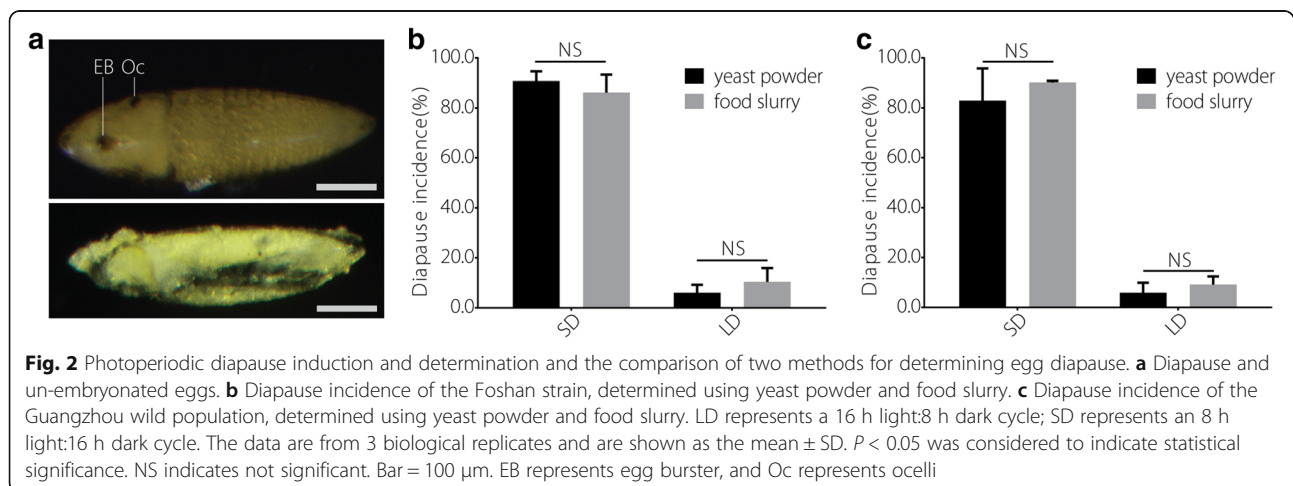 a
EB Oc
b
100.0
80.0
60.0
40.0
20.0
0.0
Diapause incidence(%)
NS
NS
yeast powder
food slurry
SD
LD
c
100.0
80.0
60.0
40.0
20.0
0.0
Diapause incidence(%)
NS
NS
yeast powder
food slurry
SD
LD
Fig. 2 Photoperiodic diapause induction and determination and the comparison of two methods for determining egg diapause. a Diapause and
un-embryonated eggs. b Diapause incidence of the Foshan strain, determined using yeast powder and food slurry. c Diapause incidence of the
Guangzhou wild population, determined using yeast powder and food slurry. LD represents a 16 h light:8 h dark cycle; SD represents an 8 h
light:16 h dark cycle. The data are from 3 biological replicates and are shown as the mean ± SD. P < 0.05 was considered to indicate statistical
significance. NS indicates not significant. Bar = 100 μm. EB represents egg burster, and Oc represents ocelli